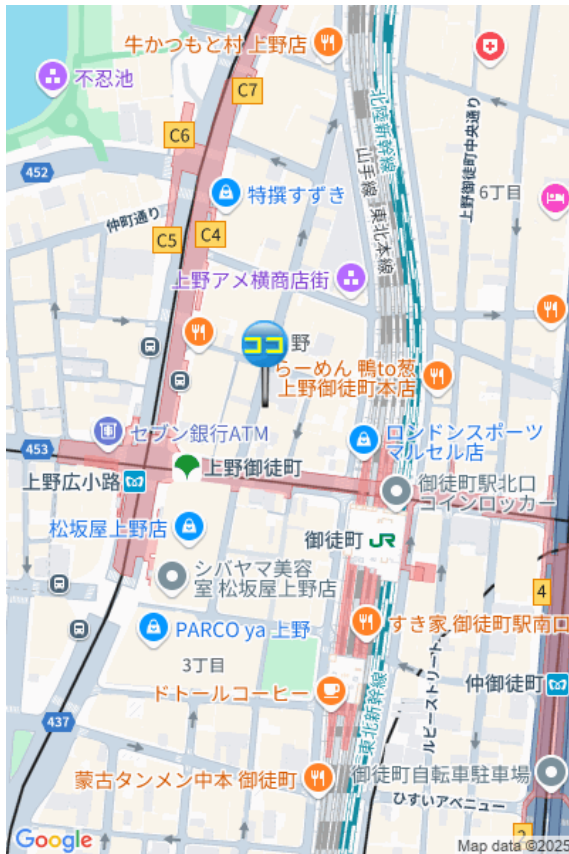 牛かつもと村 上野店
不忍池
C7
C6
452
北陸新幹線
山手線
東北本線
上野御徒町中央通り
6丁目
特撰すずき
仲町通り
C4
C5
上野アメ横商店街
ココ
野
らーめん 鴨to葱
上野御徒町本店
セブン銀行ATM
ロンドンスポーツ
マルセル店
453
上野御徒町
上野広小路
御徒町駅北口
コインロッカー
松坂屋上野店
御徒町 JR
シバヤマ美容
室 松坂屋上野店
4
PARCO ya 上野
すき家 御徒町駅南口
3丁目
ルビーストリート
仲御徒町
ドトールコーヒー
東北新幹線
437
蒙古タンメン中本 御徒町
御徒町自転車駐車場
ひすいアベニュー
2
Google
Map data ©2025